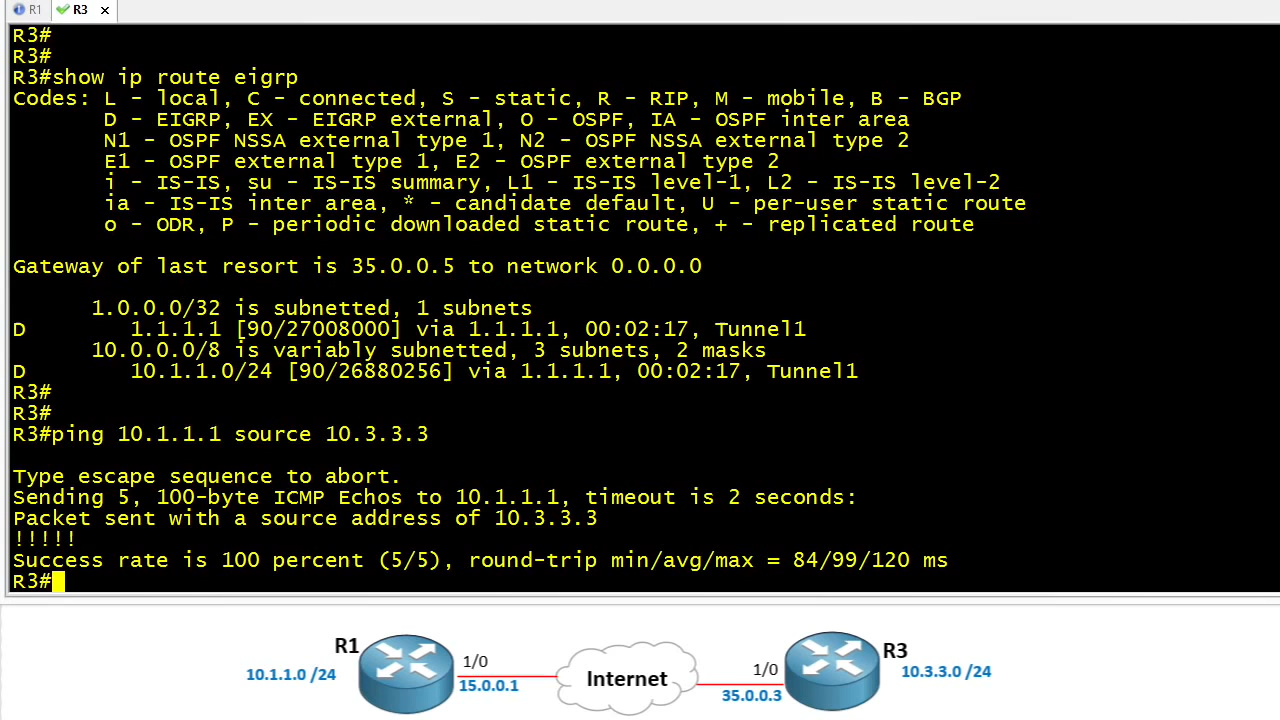 R1 R3 ×
R3#
R3#
R3#show ip route eigrp
Codes: L - local, C - connected, S - static, R - RIP, M - mobile, B - BGP
D - EIGRP, EX - EIGRP external, O - OSPF, IA - OSPF inter area
N1 - OSPF NSSA external type 1, N2 - OSPF NSSA external type 2
E1 - OSPF external type 1, E2 - OSPF external type 2
i - IS-IS, su - IS-IS summary, L1 - IS-IS level-1, L2 - IS-IS level-2
ia - IS-IS inter area, * - candidate default, U - per-user static route
o - ODR, P - periodic downloaded static route, + - replicated route
Gateway of last resort is 35.0.0.5 to network 0.0.0.0
1.0.0.0/32 is subnetted, 1 subnets
D 1.1.1.1 [90/27008000] via 1.1.1.1, 00:02:17, Tunnel1
10.0.0.0/8 is variably subnetted, 3 subnets, 2 masks
D 10.1.1.0/24 [90/26880256] via 1.1.1.1, 00:02:17, Tunnel1
R3#
R3#
R3#ping 10.1.1.1 source 10.3.3.3
Type escape sequence to abort.
Sending 5, 100-byte ICMP Echos to 10.1.1.1, timeout is 2 seconds:
Packet sent with a source address of 10.3.3.3
!!!!!
Success rate is 100 percent (5/5), round-trip min/avg/max = 84/99/120 ms
R3#
R1
10.1.1.0 /24
1/0
15.0.0.1
Internet
1/0
35.0.0.3
R3
10.3.3.0 /24